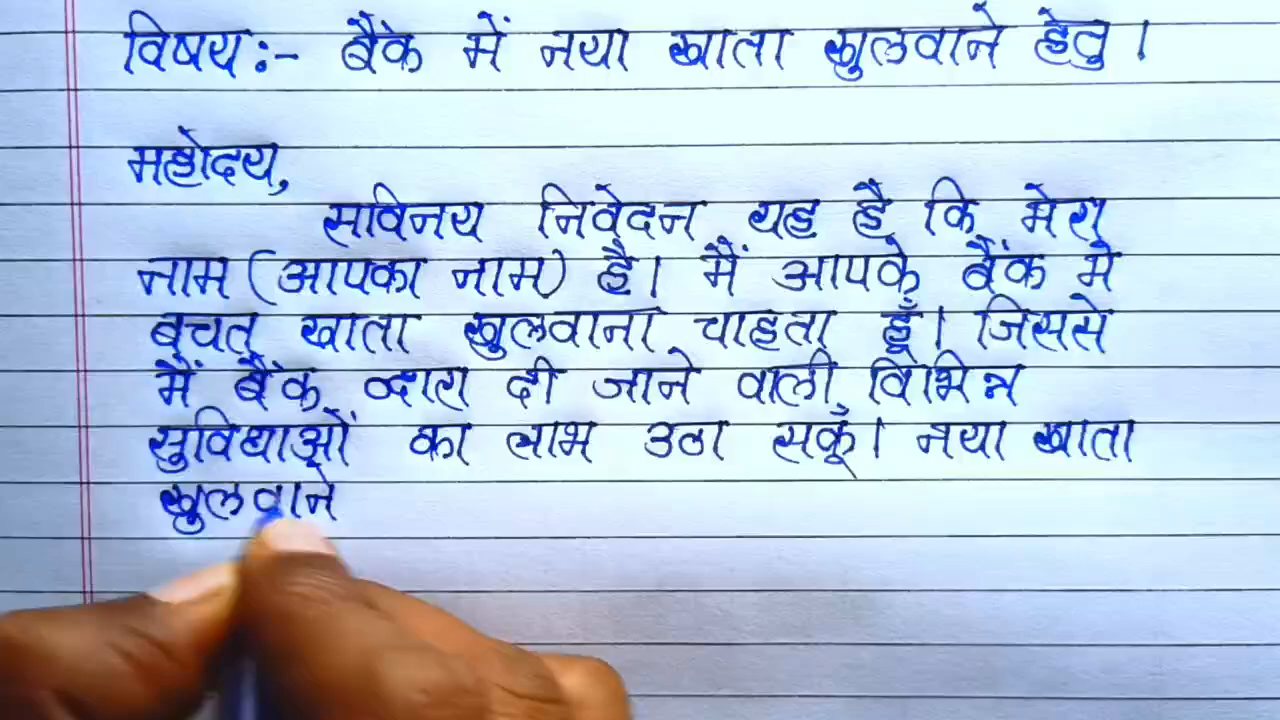 विषय:- बैंक में नया खाता खुलवाने हेतु।
महोदय,
सविनय निवेदन यह है कि मेरा
नाम (आपका नाम) है। मैं आपके बैंक में
बचत खाता खुलवाना चाहता हूँ। जिससे
मैं बैंक द्वारा दी जाने वाली विभिन्न
सुविधाओं का लाभ उठा सकूँ। नया खाता
खुलवाने